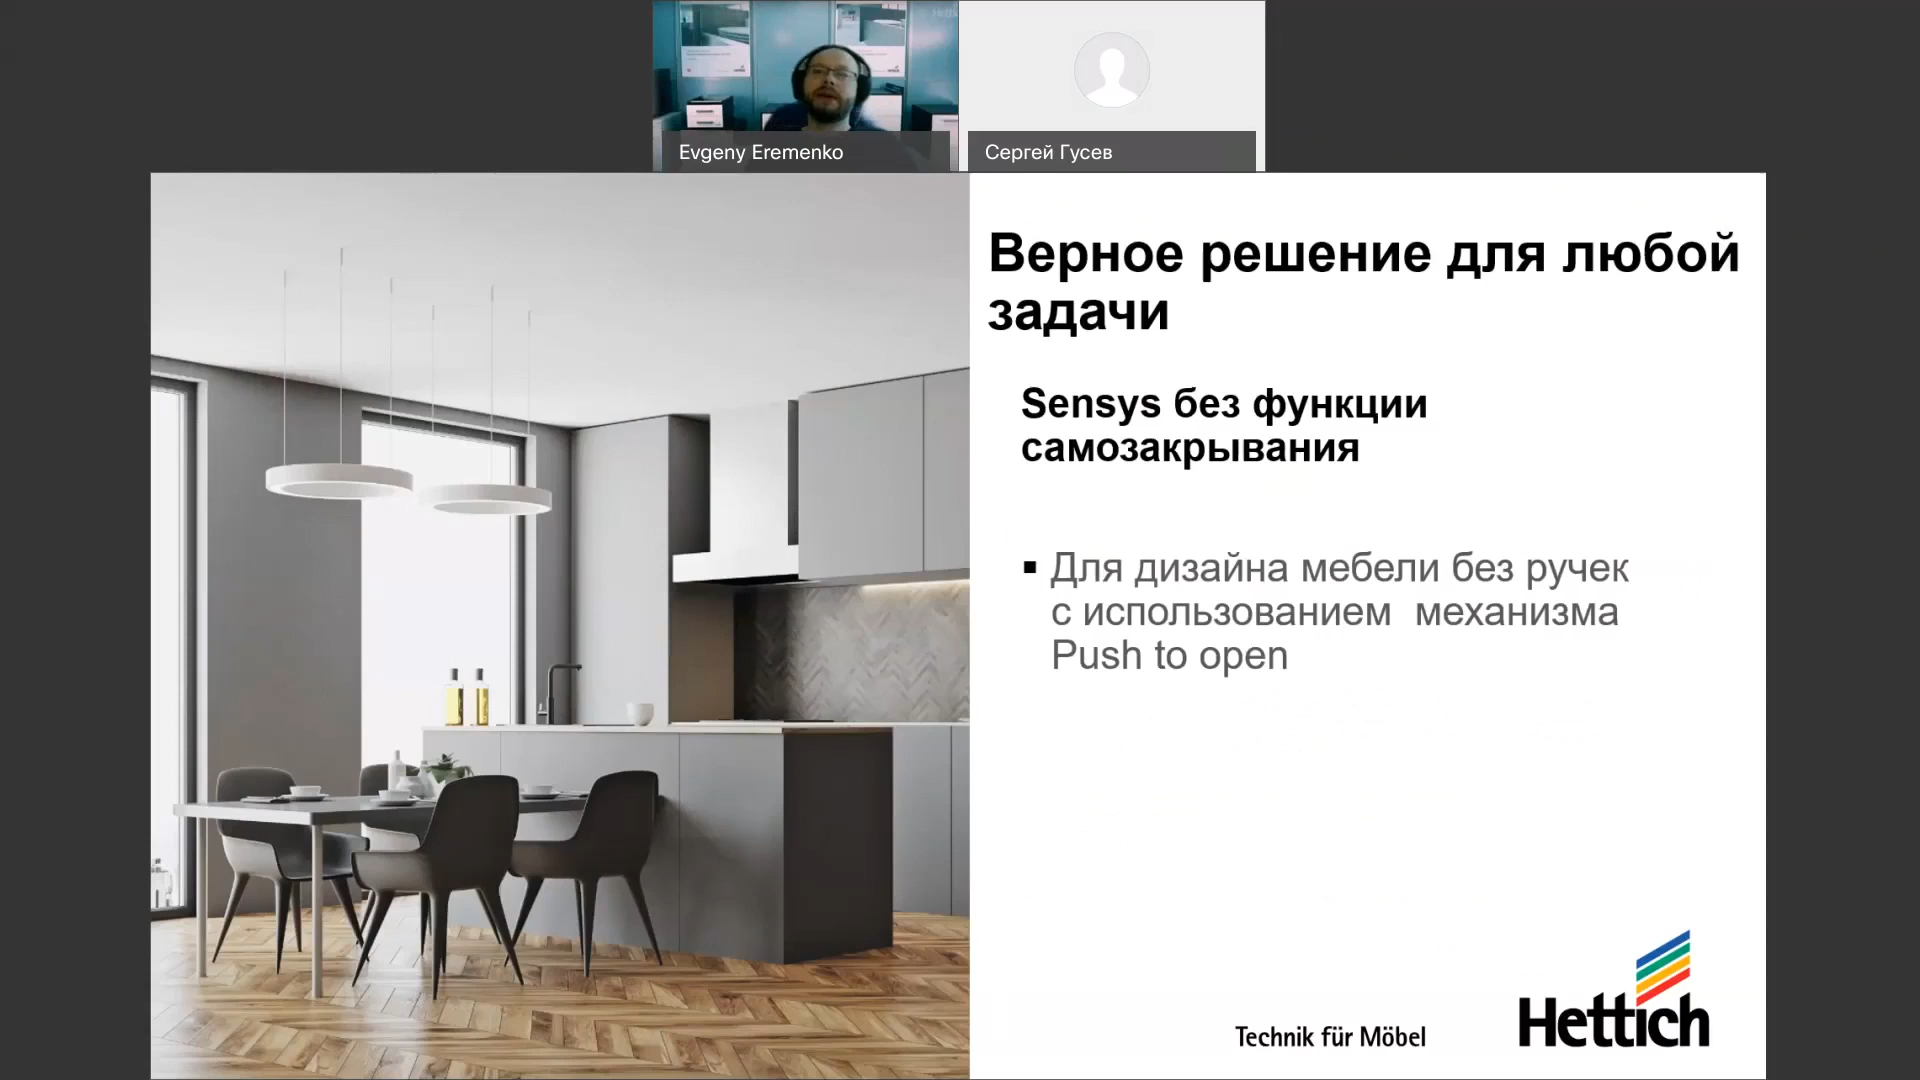 Evgeny Eremenko
Сергей Гусев
Верное решение для любой
задачи
Sensys без функции
самозакрывания
▪ Для дизайна мебели без ручек
с использованием механизма
Push to open
Technik für Möbel
Hettich